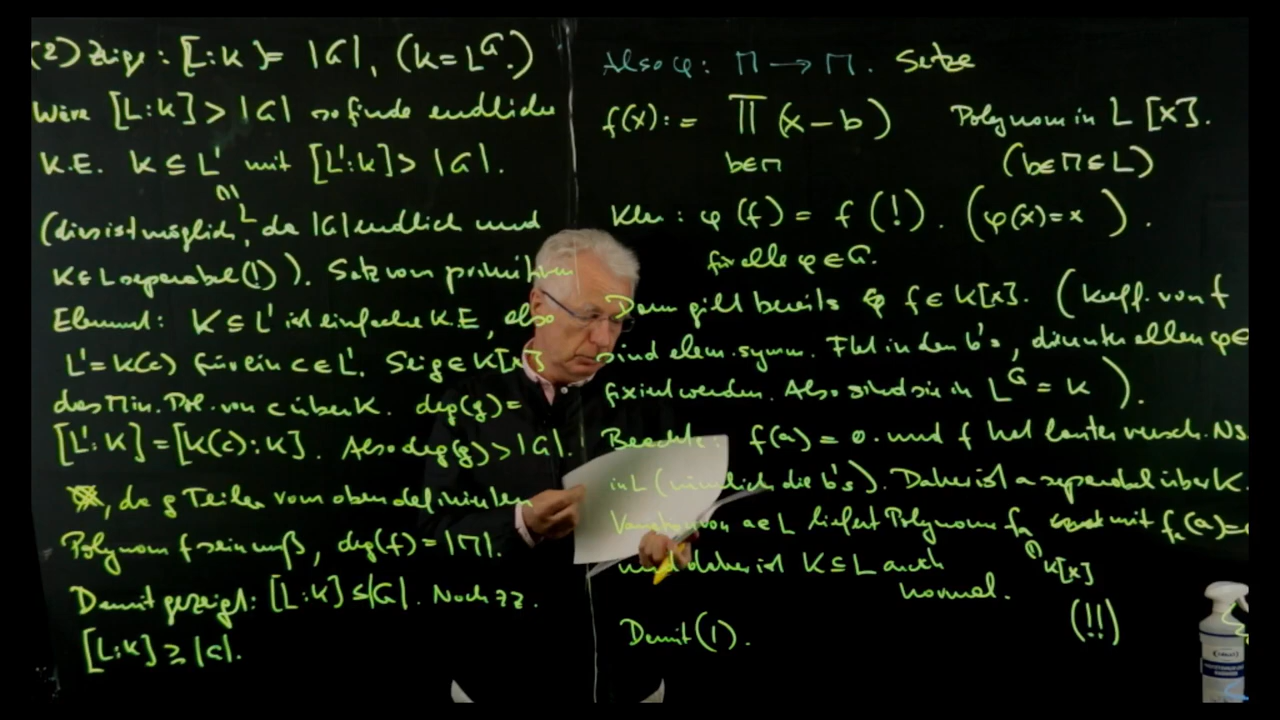 (2) Zeige: [L:K] = |G|, (K = L^G.)
Wäre [L:K] > |G| so finde endliche
K.E. K ⊆ L' mit [L':K] > |G|.
∩| L
(dies ist möglich, da |G| endlich und
K ⊆ L separabel(!)). Satz vom primitiven
Element: K ⊆ L' ist einfache K.E, also
L' = K(c) für ein c ∈ L'. Sei g ∈ K[x]
das Min. Pol. von c über K. deg(g) =
[L':K] = [K(c):K]. Also deg(g) > |G|.
, da g Teiler vom oben definierten
Polynom f sein muß, deg(f) = |M|.
Damit gezeigt: [L:K] ≤ |G|. Noch zz.
[L:K] ≥ |G|.
Also φ: M → M. Setze
f(x) := ∏ (x − b) Polynom in L[x].
b∈M (b ∈ M ⊆ L)
Klar: φ(f) = f (!). (φ(x) = x).
für alle φ ∈ G.
Dann gilt bereits f ∈ K[x]. (Koeff. von f
sind elem. symm. Fkt in den b's, die unter allen φ∈
fixiert werden. Also sind sie in L^G = K).
Beachte: f(a) = 0. und f hat lauter versch. NS.
in L (nämlich die b's). Daher ist a separabel über K.
Variation von a ∈ L liefert Polynome fₐ mit fₐ(a)=
∩ K[x]
und daher ist K ⊆ L auch
normal.
(!!)
Damit (1).